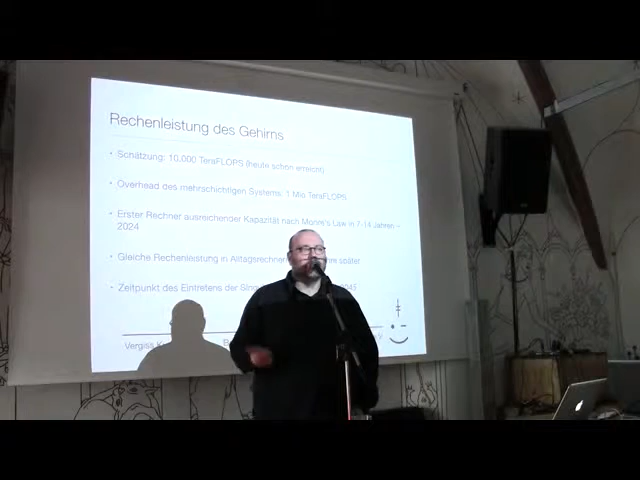 Rechenleistung des Gehirns
• Schätzung: 10.000 TeraFLOPS (heute schon erreicht)
• Overhead des mehrschichtigen Systems: 1 Mio TeraFLOPS
• Erster Rechner ausreichender Kapazität nach Moore's Law in 7-14 Jahren –
2024
• Gleiche Rechenleistung in Alltagsrechnern später
• Zeitpunkt des Eintretens der 2045
Vergiss